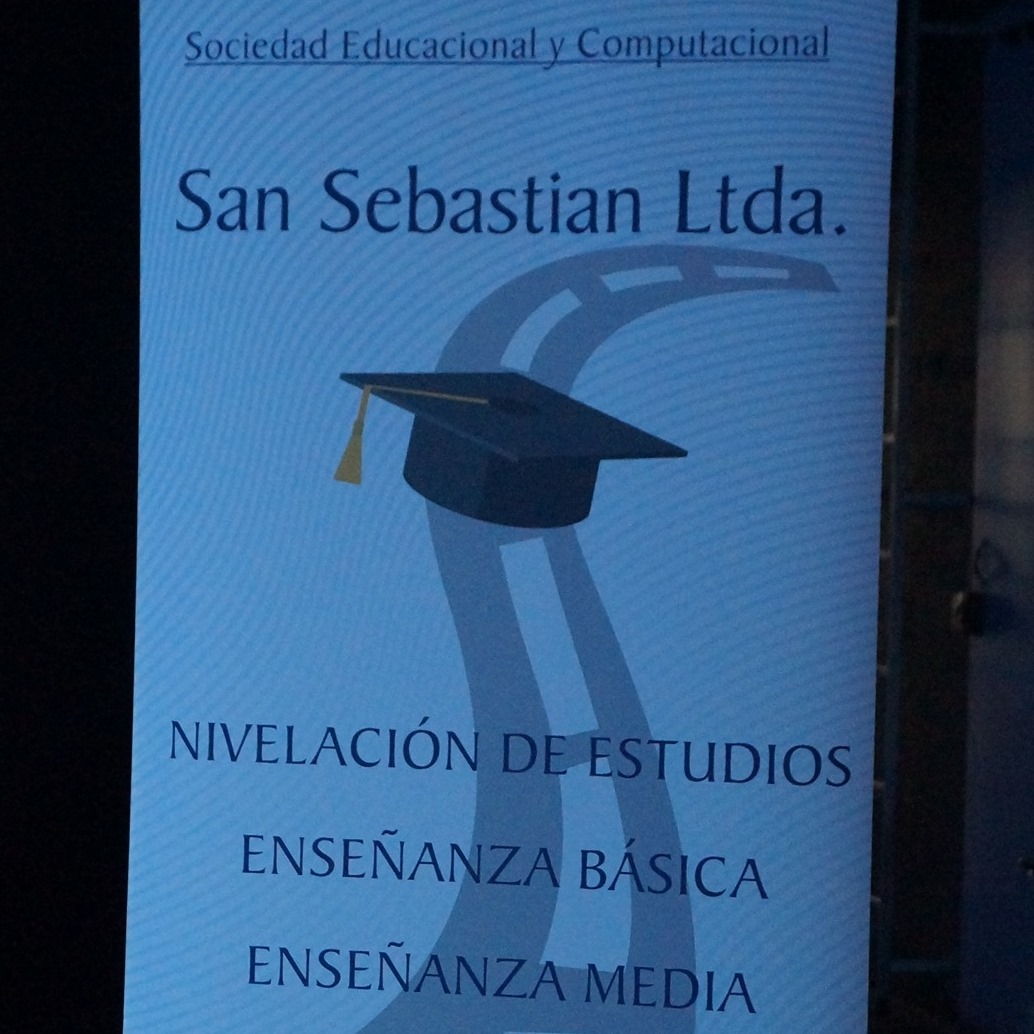 Sociedad Educacional y Computacional
San Sebastian Ltda.
NIVELACIÓN DE ESTUDIOS
ENSEÑANZA BÁSICA
ENSEÑANZA MEDIA